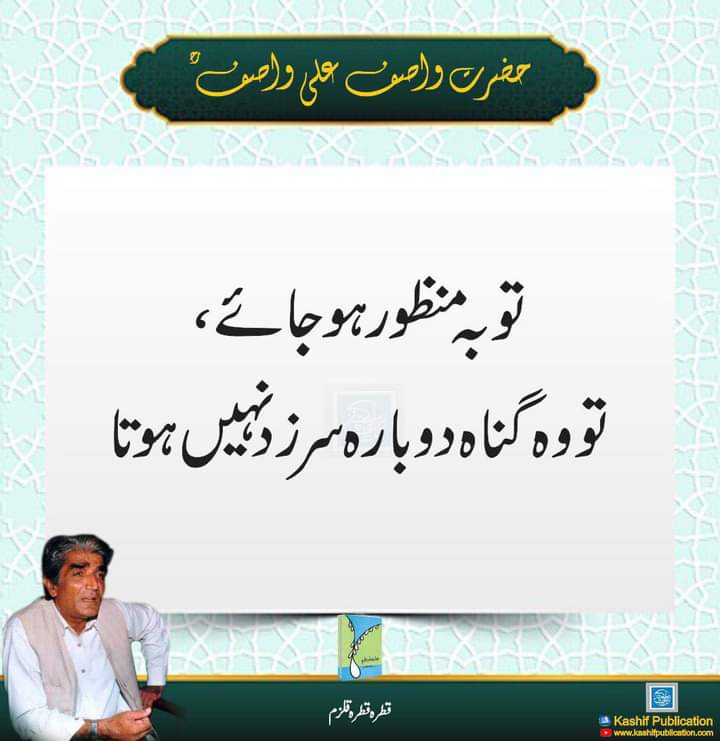 حضرت واصف علی واصفؒ
توبہ منظور ہو جائے،
تو وہ گناہ دوبارہ سرزد نہیں ہوتا
قطرہ قطرہ قلزم
Kashif Publication
www.kashifpublication.com